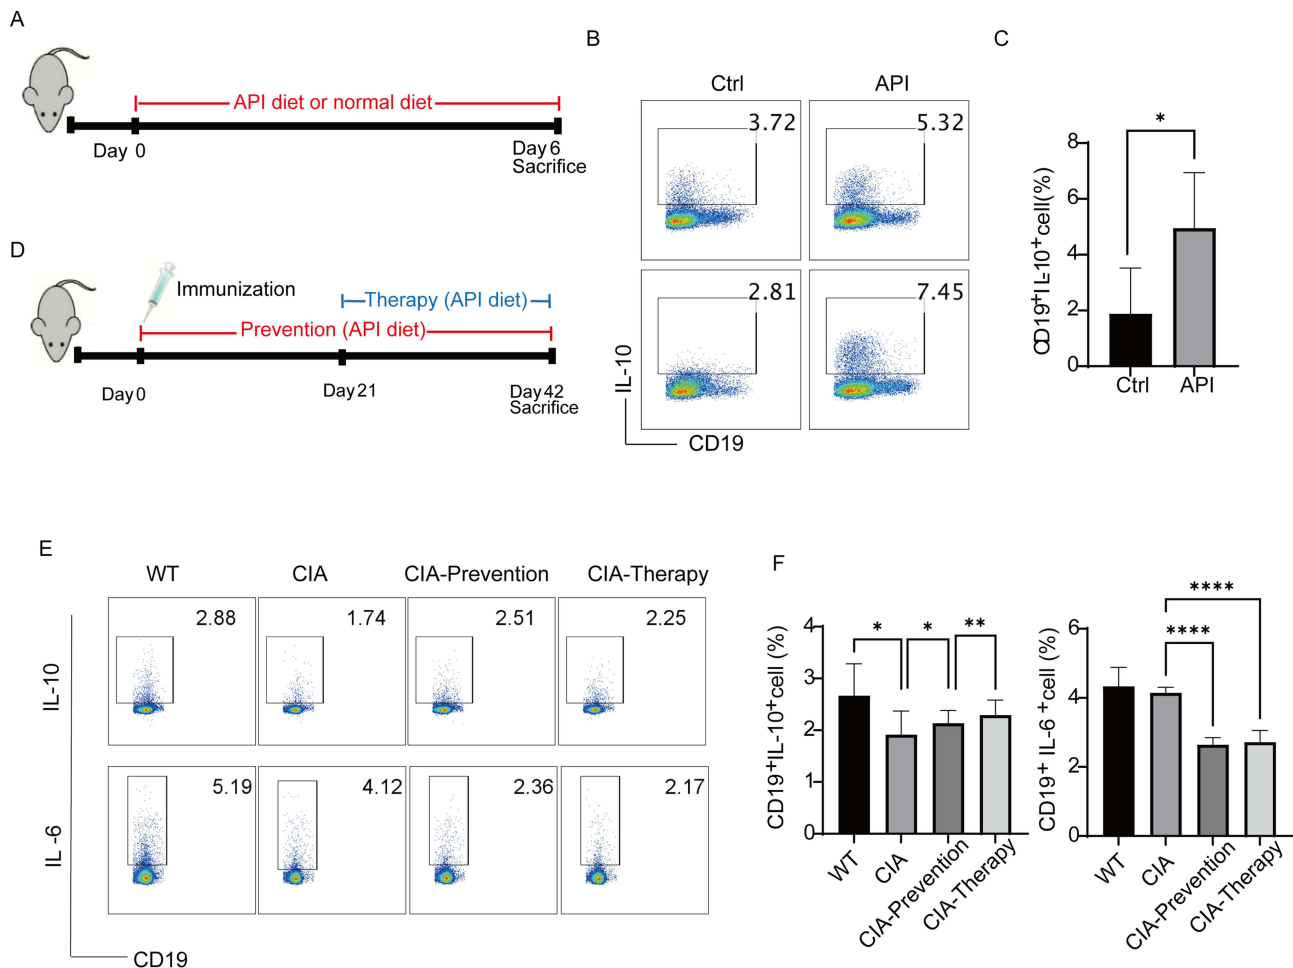 A
API diet or normal diet
Day 0
Day 6
Sacrifice
B
Ctrl
API
3.72
5.32
2.81
7.45
IL-10
CD19
C
*
CD19+IL-10+cell(%)
8
6
4
2
0
Ctrl
API
D
Immunization
Therapy (API diet)
Prevention (API diet)
Day 0
Day 21
Day 42
Sacrifice
E
WT
CIA
CIA-Prevention
CIA-Therapy
IL-10
2.88
1.74
2.51
2.25
IL-6
5.19
4.12
2.36
2.17
CD19
F
CD19+IL-10+cell (%)
4
3
2
1
0
*
*
**
WT
CIA
CIA-Prevention
CIA-Therapy
CD19+ IL-6 +cell (%)
6
4
2
0
****
****
WT
CIA
CIA-Prevention
CIA-Therapy